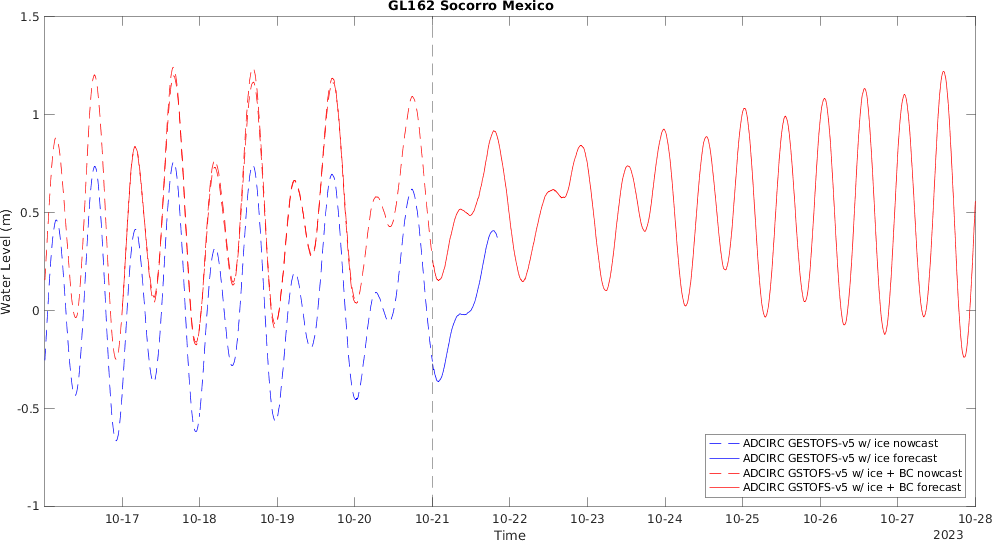 GL162 Socorro Mexico
1.5
1
0.5
0
-0.5
-1
Water Level (m)
ADCIRC GESTOFS-v5 w/ ice nowcast
ADCIRC GESTOFS-v5 w/ ice forecast
ADCIRC GSTOFS-v5 w/ ice + BC nowcast
ADCIRC GSTOFS-v5 w/ ice + BC forecast
10-17 10-18 10-19 10-20 10-21 10-22 10-23 10-24 10-25 10-26 10-27 10-28
Time
2023